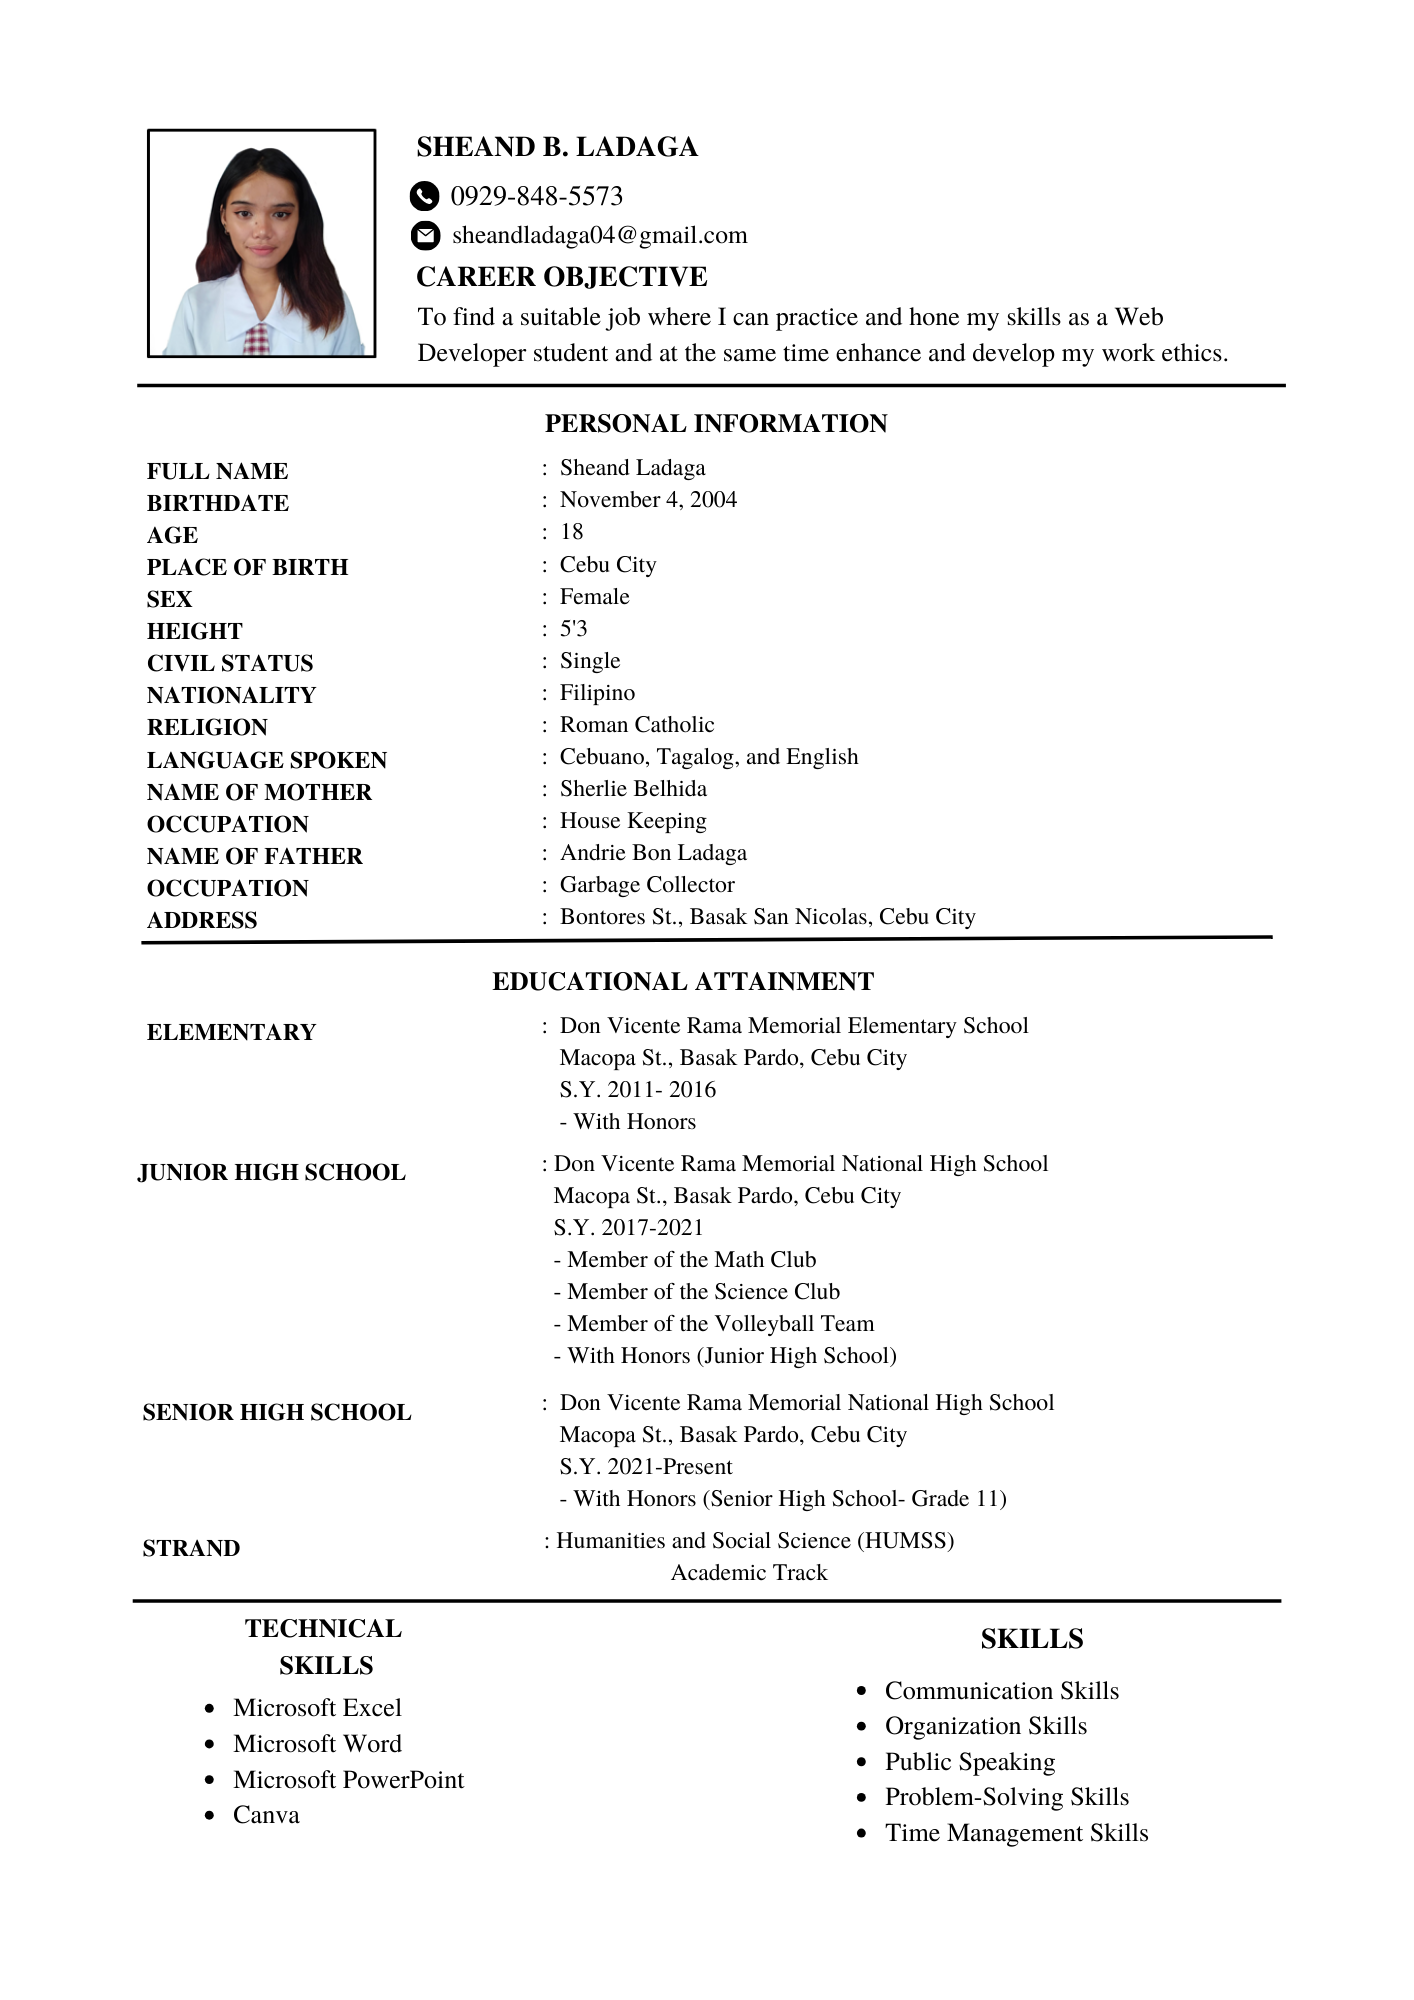 SHEAND B. LADAGA
0929-848-5573
sheandladaga04@gmail.com
CAREER OBJECTIVE
To find a suitable job where I can practice and hone my skills as a Web
Developer student and at the same time enhance and develop my work ethics.
PERSONAL INFORMATION
FULL NAME : Sheand Ladaga
BIRTHDATE : November 4, 2004
AGE : 18
PLACE OF BIRTH : Cebu City
SEX : Female
HEIGHT : 5'3
CIVIL STATUS : Single
NATIONALITY : Filipino
RELIGION : Roman Catholic
LANGUAGE SPOKEN : Cebuano, Tagalog, and English
NAME OF MOTHER : Sherlie Belhida
OCCUPATION : House Keeping
NAME OF FATHER : Andrie Bon Ladaga
OCCUPATION : Garbage Collector
ADDRESS : Bontores St., Basak San Nicolas, Cebu City
EDUCATIONAL ATTAINMENT
ELEMENTARY : Don Vicente Rama Memorial Elementary School
Macopa St., Basak Pardo, Cebu City
S.Y. 2011- 2016
- With Honors
JUNIOR HIGH SCHOOL : Don Vicente Rama Memorial National High School
Macopa St., Basak Pardo, Cebu City
S.Y. 2017-2021
- Member of the Math Club
- Member of the Science Club
- Member of the Volleyball Team
- With Honors (Junior High School)
SENIOR HIGH SCHOOL : Don Vicente Rama Memorial National High School
Macopa St., Basak Pardo, Cebu City
S.Y. 2021-Present
- With Honors (Senior High School- Grade 11)
STRAND : Humanities and Social Science (HUMSS)
Academic Track
TECHNICAL
SKILLS
• Microsoft Excel
• Microsoft Word
• Microsoft PowerPoint
• Canva
SKILLS
• Communication Skills
• Organization Skills
• Public Speaking
• Problem-Solving Skills
• Time Management Skills